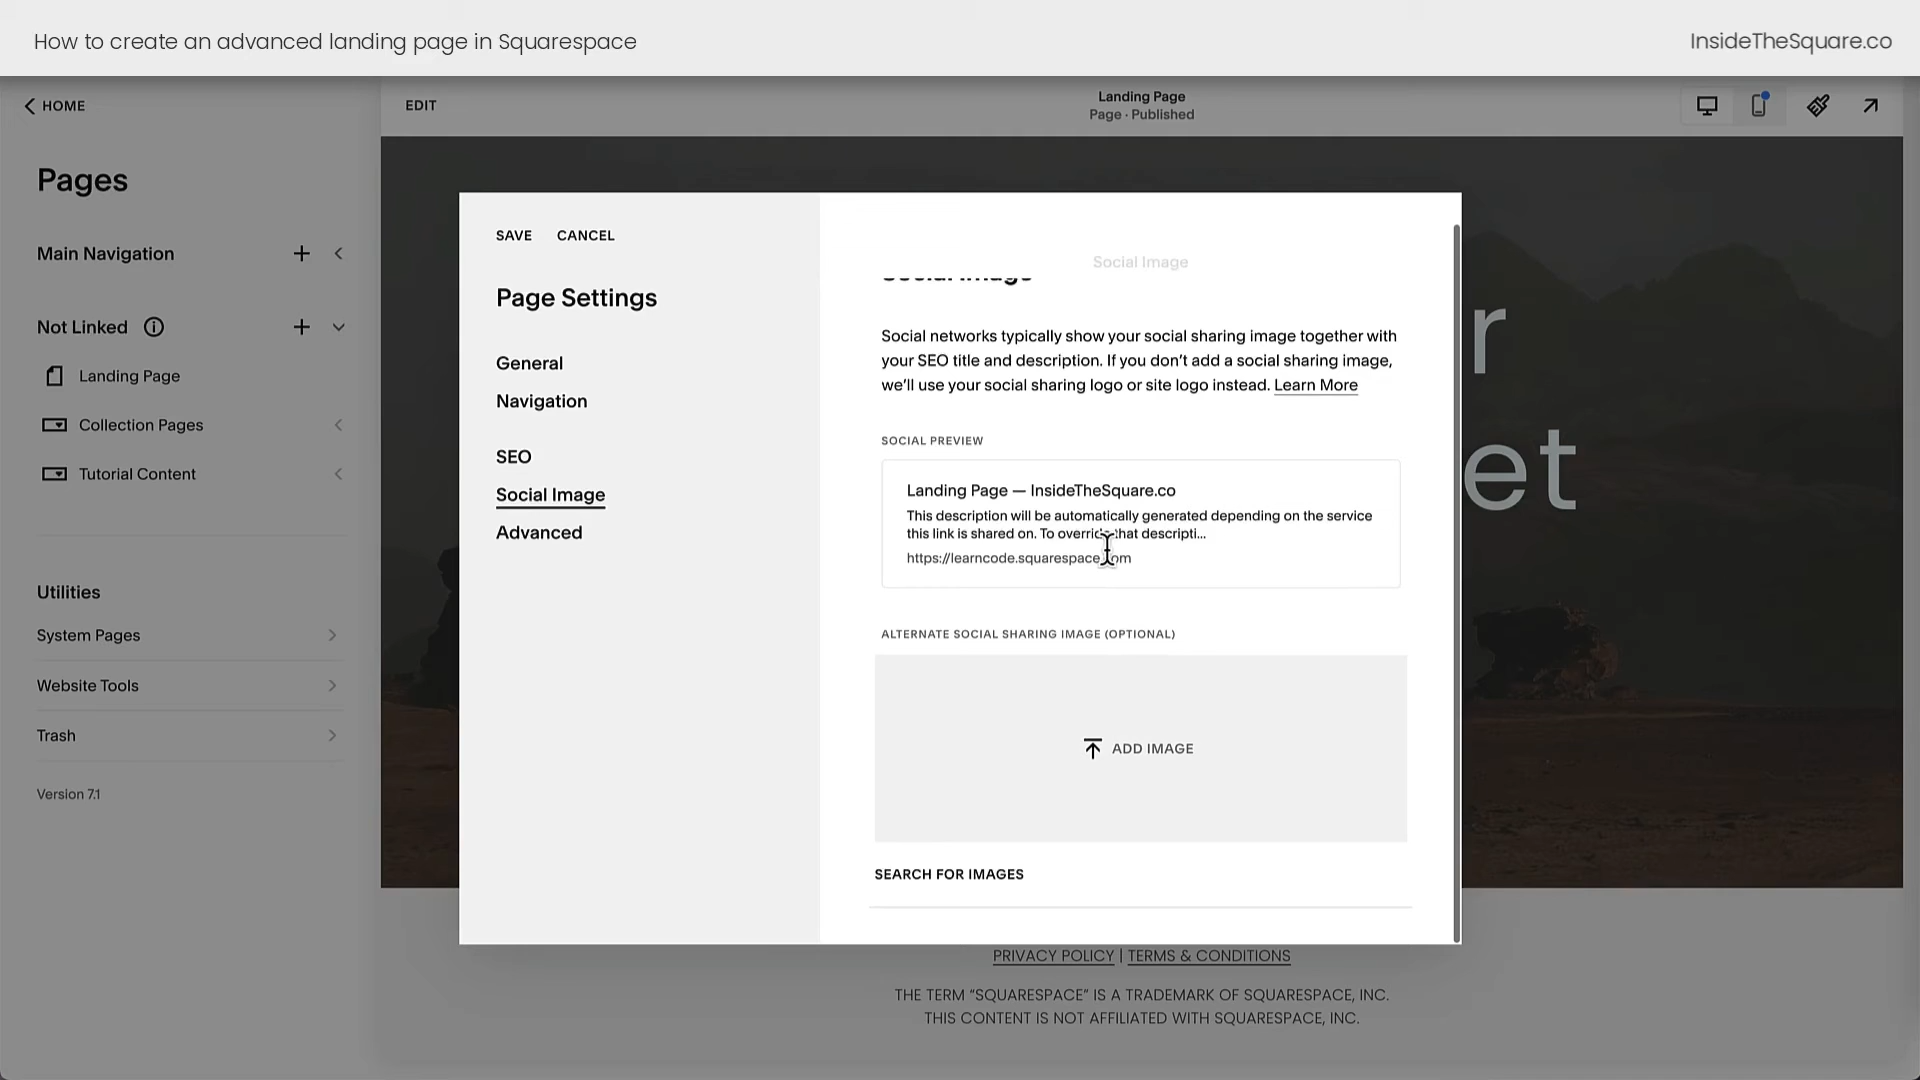 How to create an advanced landing page in Squarespace
InsideTheSquare.co
HOME
EDIT
Landing Page
Page · Published
Pages
Main Navigation
Not Linked
Landing Page
Collection Pages
Tutorial Content
Utilities
System Pages
Website Tools
Trash
Version 7.1
SAVE CANCEL
Page Settings
General
Navigation
SEO
Social Image
Advanced
Social Image
Social Image
Social networks typically show your social sharing image together with
your SEO title and description. If you don’t add a social sharing image,
we’ll use your social sharing logo or site logo instead. Learn More
SOCIAL PREVIEW
Landing Page — InsideTheSquare.co
This description will be automatically generated depending on the service
this link is shared on. To override that descripti...
https://learncode.squarespace.com
ALTERNATE SOCIAL SHARING IMAGE (OPTIONAL)
ADD IMAGE
SEARCH FOR IMAGES
r
et
PRIVACY POLICY | TERMS & CONDITIONS
THE TERM “SQUARESPACE” IS A TRADEMARK OF SQUARESPACE, INC.
THIS CONTENT IS NOT AFFILIATED WITH SQUARESPACE, INC.